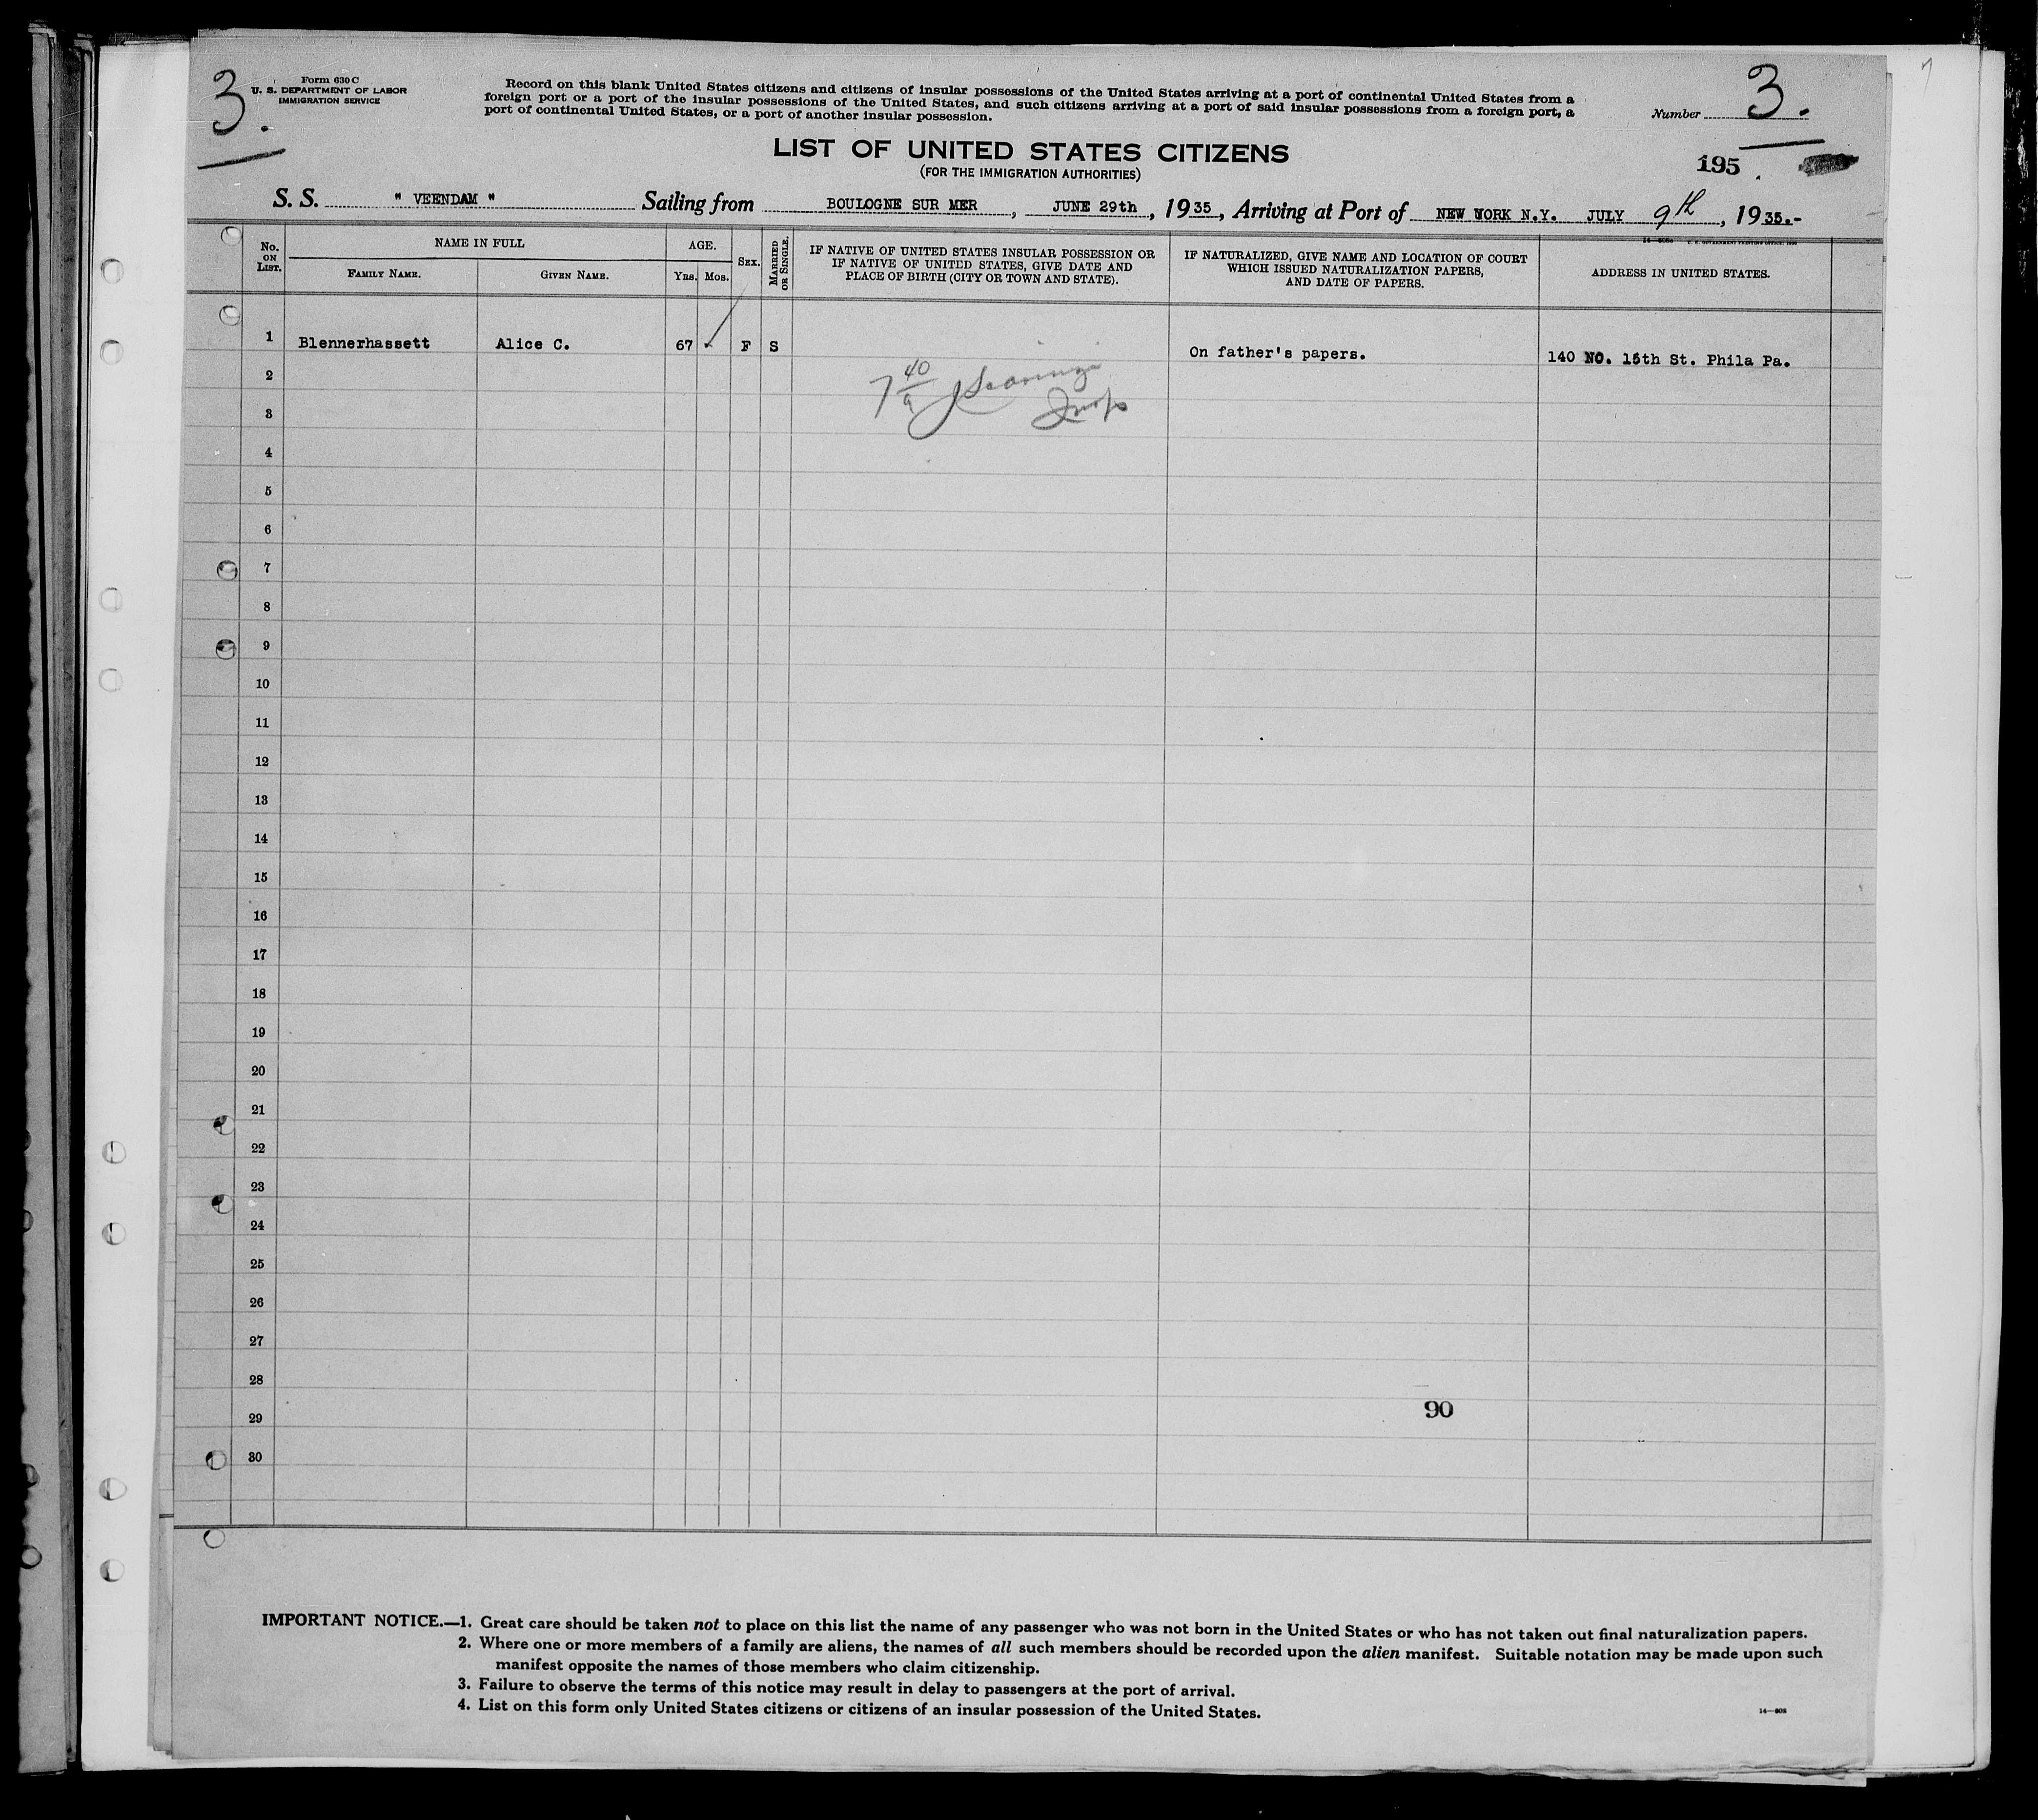 3.
Form 630 C
U. S. DEPARTMENT OF LABOR
IMMIGRATION SERVICE
Record on this blank United States citizens and citizens of insular possessions of the United States arriving at a port of continental United States from a
foreign port or a port of the insular possessions of the United States, and such citizens arriving at a port of said insular possessions from a foreign port, a
port of continental United States, or a port of another insular possession.
Number 3.
LIST OF UNITED STATES CITIZENS
(FOR THE IMMIGRATION AUTHORITIES)
195
S. S. " VEENDAM " Sailing from BOULOGNE SUR MER, JUNE 29th, 1935, Arriving at Port of NEW YORK N.Y. JULY 9th, 1935.-
No. ON LIST.
NAME IN FULL
FAMILY NAME.
GIVEN NAME.
AGE.
YRS.
MOS.
SEX.
MARRIED OR SINGLE.
IF NATIVE OF UNITED STATES INSULAR POSSESSION OR
IF NATIVE OF UNITED STATES, GIVE DATE AND
PLACE OF BIRTH (CITY OR TOWN AND STATE).
IF NATURALIZED, GIVE NAME AND LOCATION OF COURT
WHICH ISSUED NATURALIZATION PAPERS,
AND DATE OF PAPERS.
ADDRESS IN UNITED STATES.
1 Blennerhassett Alice C. 67 F S On father's papers. 140 NO. 15th St. Phila Pa.
2
7 40
3
4
5
6
7
8
9
10
11
12
13
14
15
16
17
18
19
20
21
22
23
24
25
26
27
28
29 90
30
IMPORTANT NOTICE.—1. Great care should be taken not to place on this list the name of any passenger who was not born in the United States or who has not taken out final naturalization papers.
2. Where one or more members of a family are aliens, the names of all such members should be recorded upon the alien manifest. Suitable notation may be made upon such
manifest opposite the names of those members who claim citizenship.
3. Failure to observe the terms of this notice may result in delay to passengers at the port of arrival.
4. List on this form only United States citizens or citizens of an insular possession of the United States.